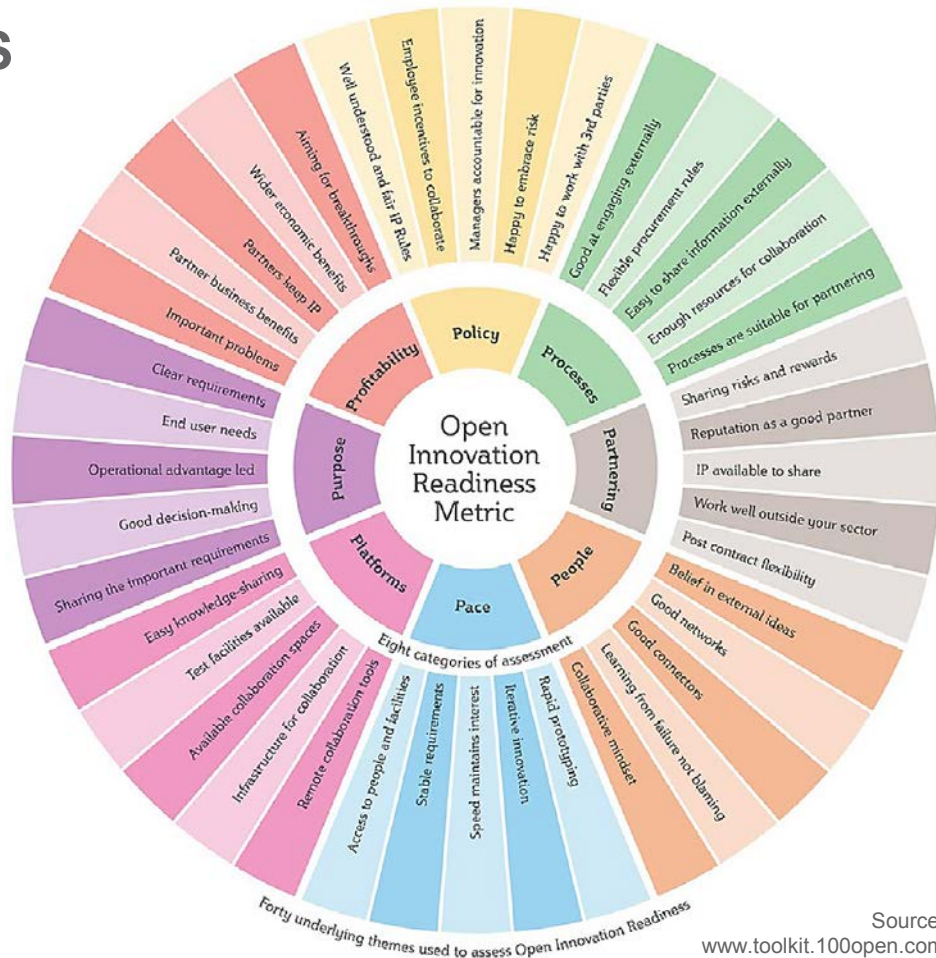 s
Open
Innovation
Readiness
Metric
Policy
Processes
Partnering
People
Pace
Platforms
Purpose
Profitability
Eight categories of assessment
Well understood and fair IP Rules
Employee incentives to collaborate
Managers accountable for innovation
Happy to embrace risk
Happy to work with 3rd parties
Good at engaging externally
Flexible procurement rules
Easy to share information externally
Enough resources for collaboration
Processes are suitable for partnering
Sharing risks and rewards
Reputation as a good partner
IP available to share
Work well outside your sector
Post contract flexibility
Belief in external ideas
Good networks
Good connectors
Learning from failure not blaming
Collaborative mindset
Rapid prototyping
Iterative innovation
Speed maintains interest
Stable requirements
Access to people and facilities
Remote collaboration tools
Infrastructure for collaboration
Available collaboration spaces
Test facilities available
Easy knowledge-sharing
Sharing the important requirements
Good decision-making
Operational advantage led
End user needs
Clear requirements
Important problems
Partner business benefits
Partners keep IP
Wider economic benefits
Aiming for breakthroughs
Forty underlying themes used to assess Open Innovation Readiness
Source
www.toolkit.100open.com